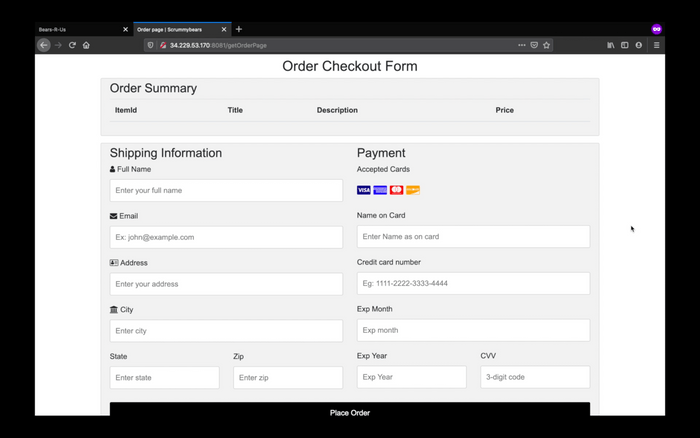 Bears-R-Us
Order page | Scrummybears
34.229.53.170:8081/getOrderPage
Order Checkout Form
Order Summary
ItemId Title Description Price
Shipping Information
Full Name
Enter your full name
Email
Ex: john@example.com
Address
Enter your address
City
Enter city
State Zip
Enter state Enter zip
Payment
Accepted Cards
VISA
Name on Card
Enter Name as on card
Credit card number
Eg: 1111-2222-3333-4444
Exp Month
Exp month
Exp Year CVV
Exp Year 3-digit code
Place Order